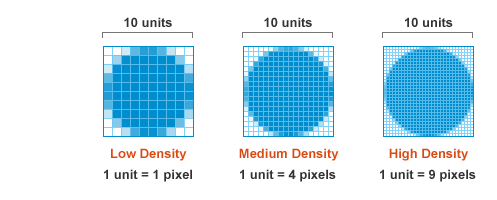 10 units
10 units
10 units
Low Density
Medium Density
High Density
1 unit = 1 pixel
1 unit = 4 pixels
1 unit = 9 pixels